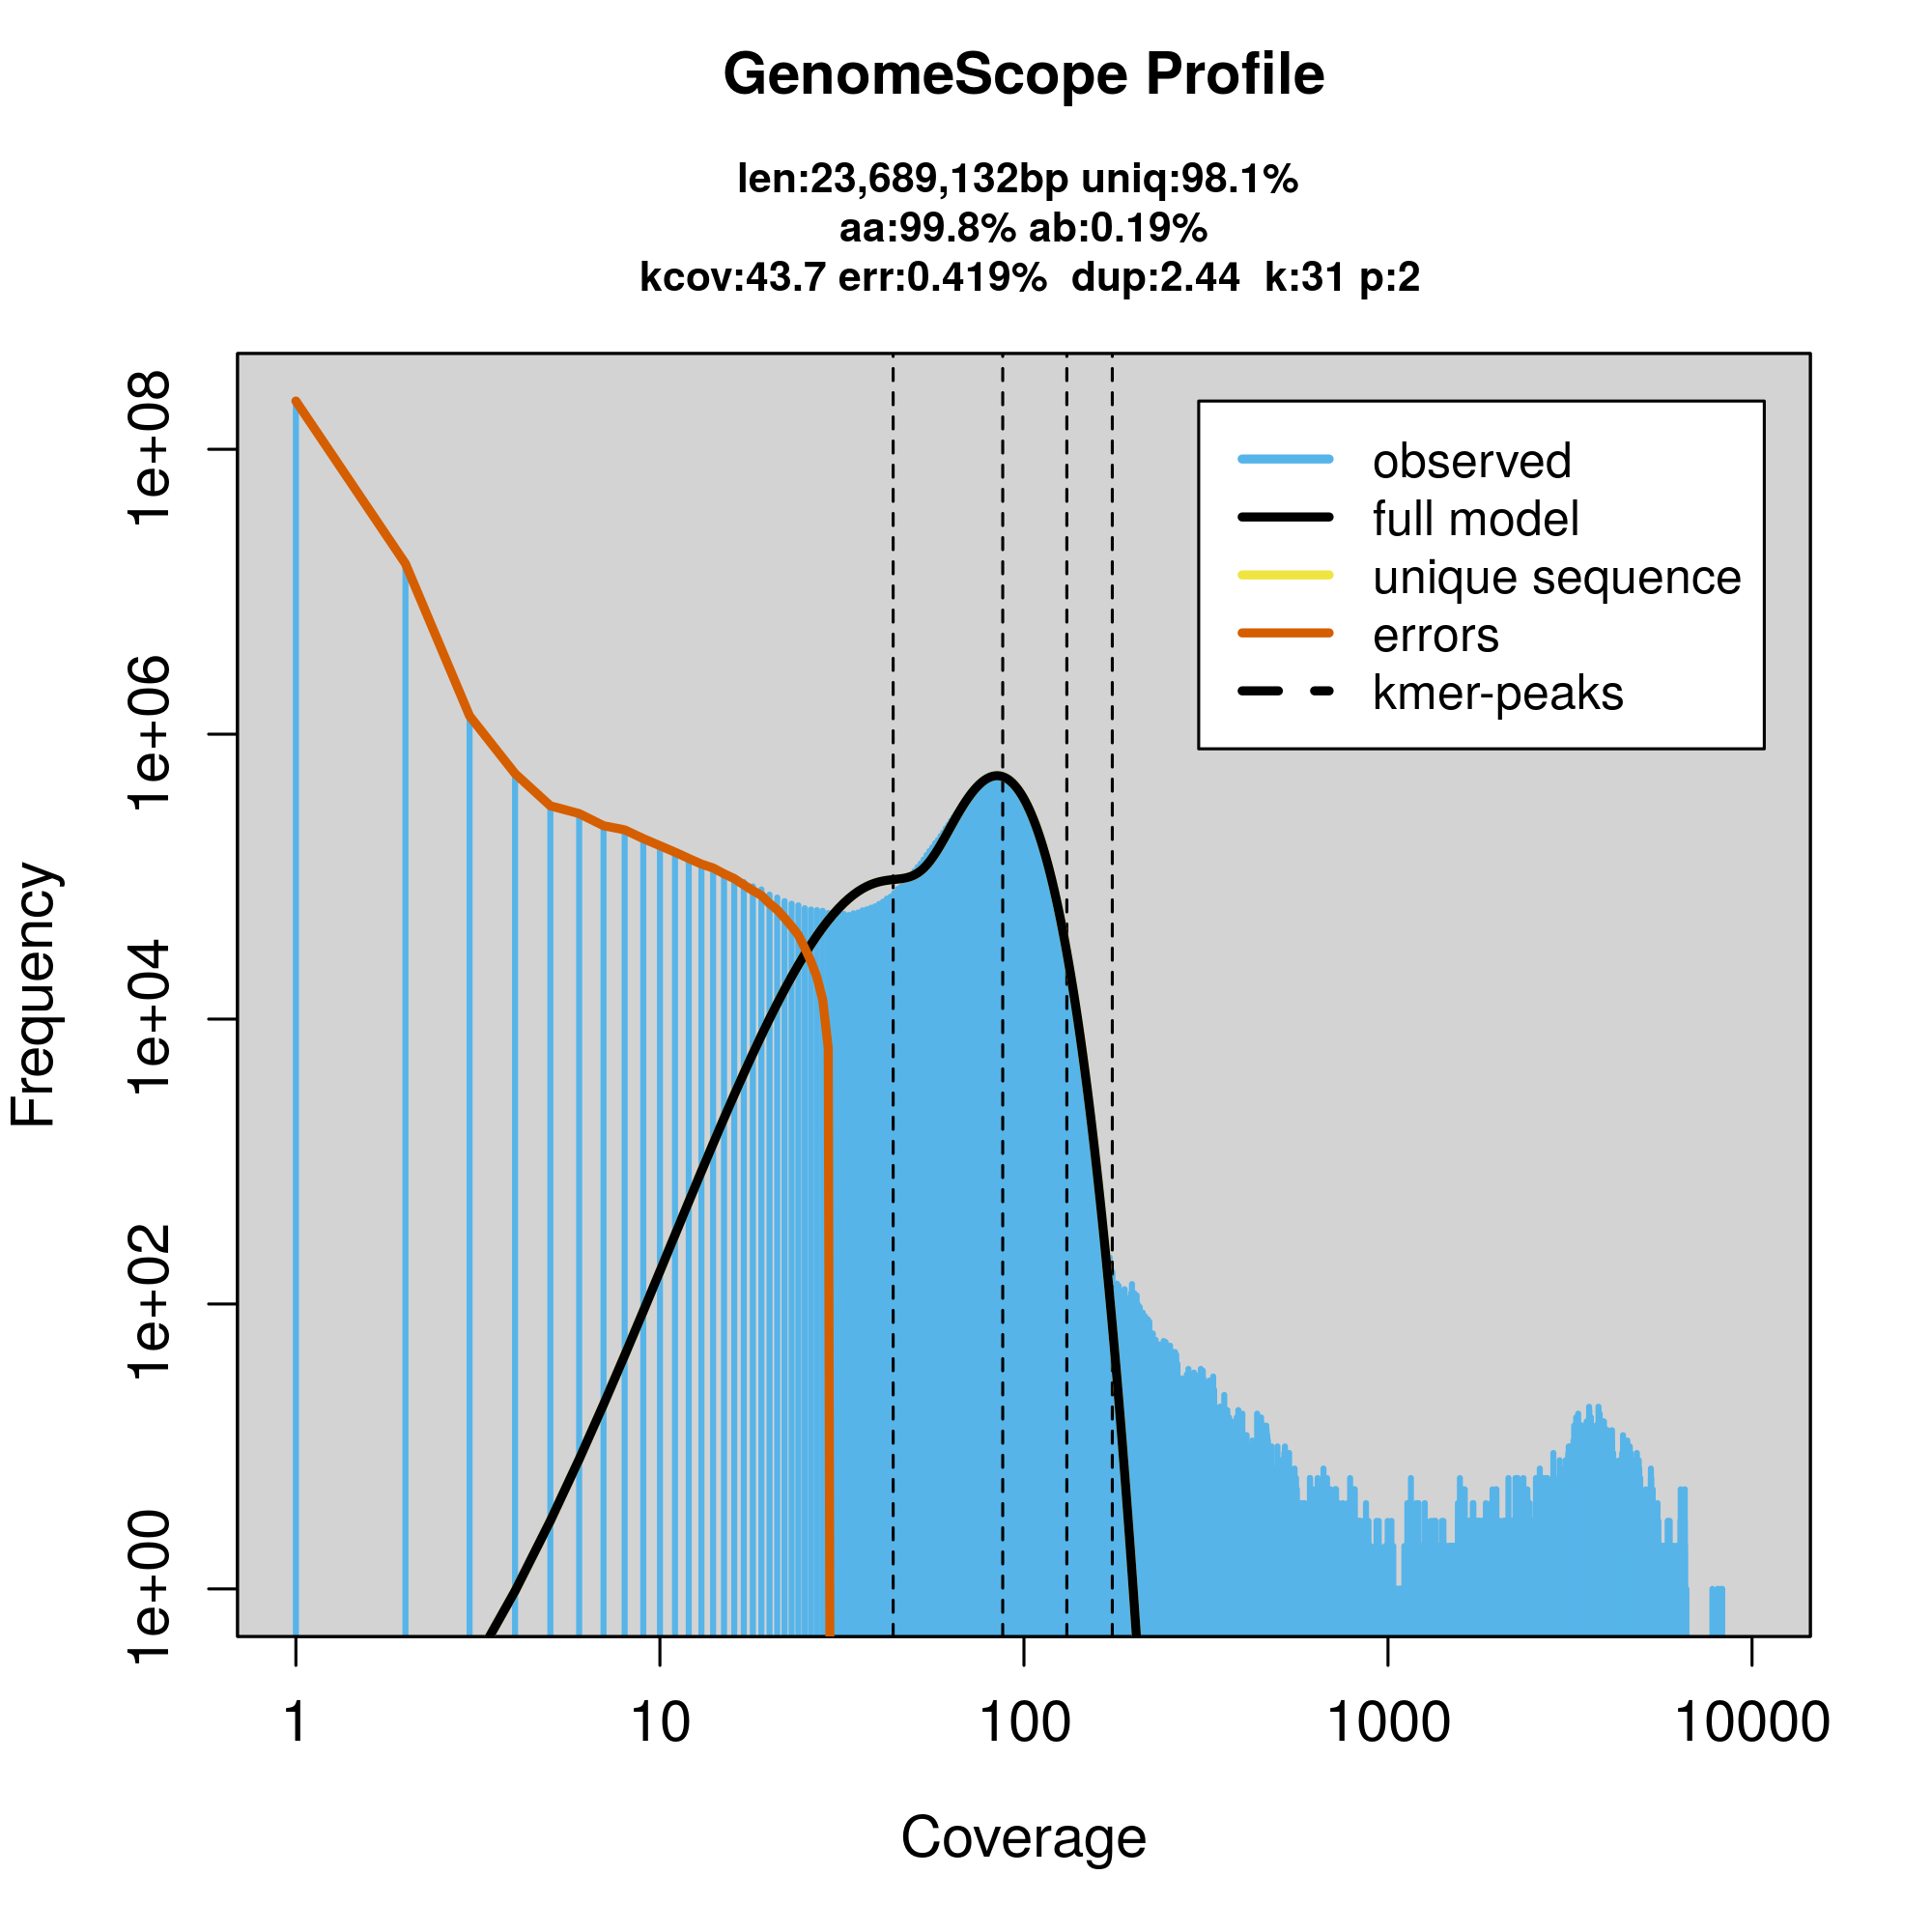 GenomeScope Profile
len:23,689,132bp uniq:98.1%
aa:99.8% ab:0.19%
kcov:43.7 err:0.419% dup:2.44 k:31 p:2
observed
full model
unique sequence
errors
kmer-peaks
Frequency
1e+08
1e+06
1e+04
1e+02
1e+00
1 10 100 1000 10000
Coverage